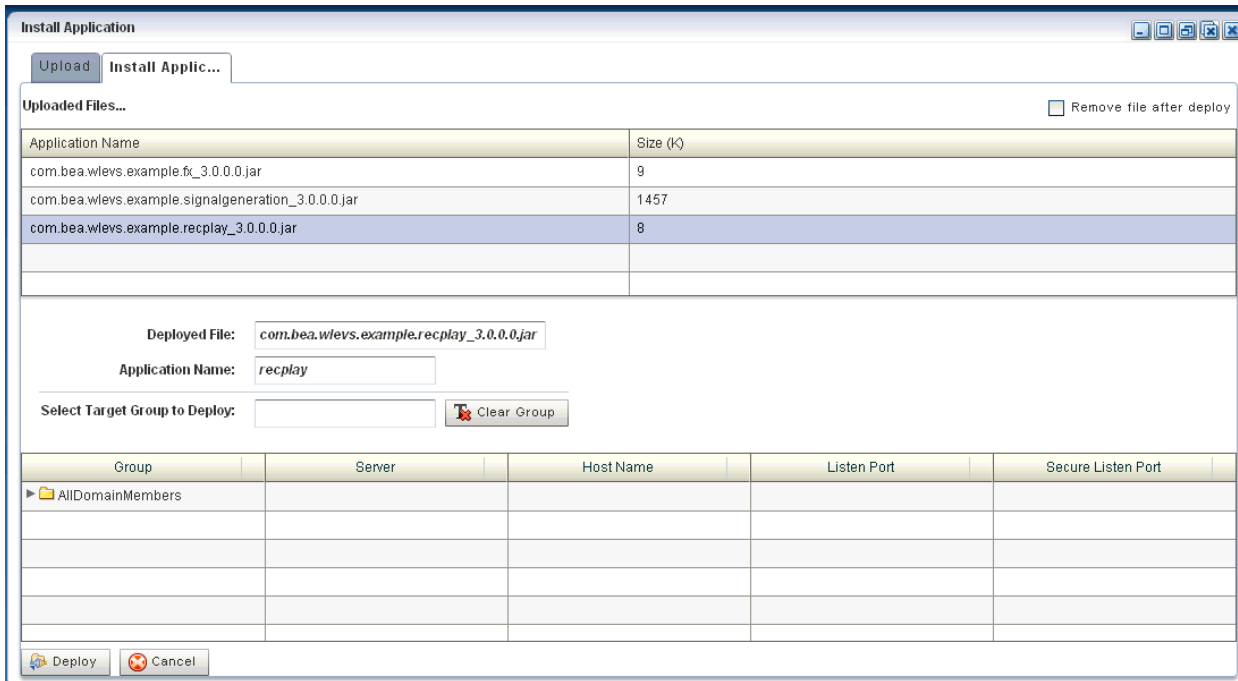 Install Application
Upload Install Applic...
Uploaded Files... Remove file after deploy
Application Name Size (K)
com.bea.wlevs.example.fx_3.0.0.0.jar 9
com.bea.wlevs.example.signalgeneration_3.0.0.0.jar 1457
com.bea.wlevs.example.recplay_3.0.0.0.jar 8
Deployed File: com.bea.wlevs.example.recplay_3.0.0.0.jar
Application Name: recplay
Select Target Group to Deploy: Clear Group
Group Server Host Name Listen Port Secure Listen Port
AllDomainMembers
Deploy Cancel